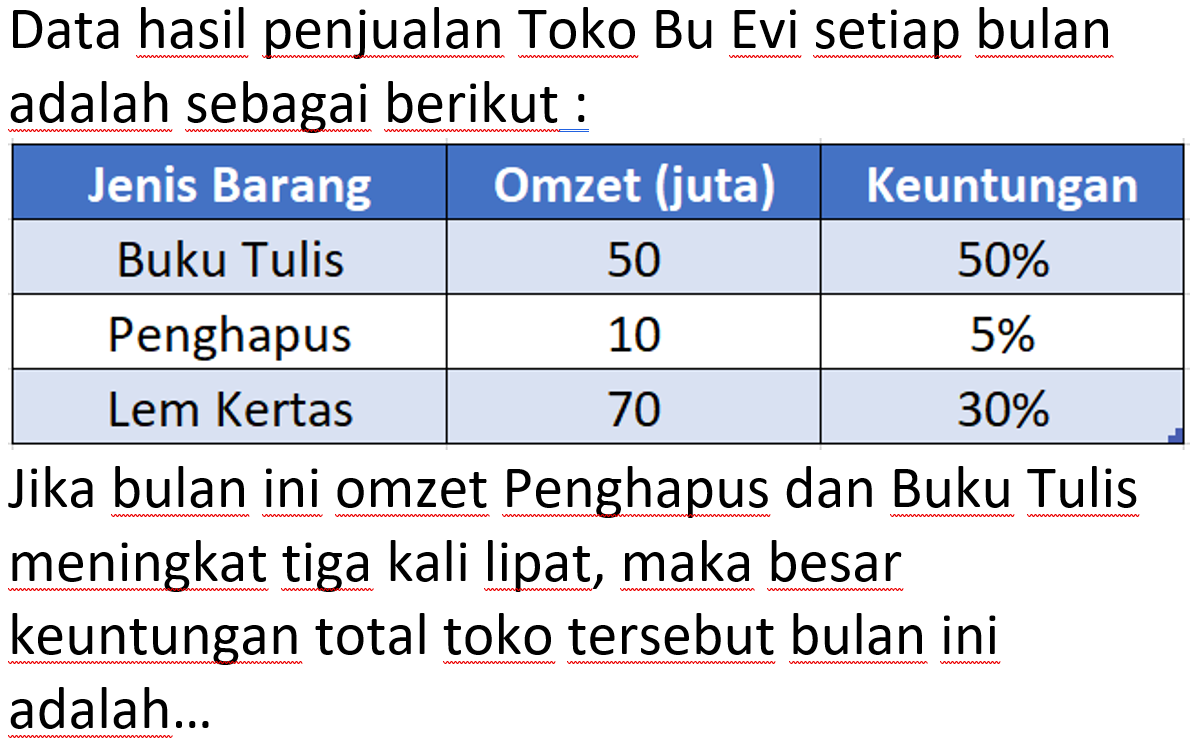 Data hasil penjualan Toko Bu Evi setiap bulan
adalah sebagai berikut :
Jenis Barang Omzet (juta) Keuntungan
Buku Tulis 50 50%
Penghapus 10 5%
Lem Kertas 70 30%
Jika bulan ini omzet Penghapus dan Buku Tulis
meningkat tiga kali lipat, maka besar
keuntungan total toko tersebut bulan ini
adalah...